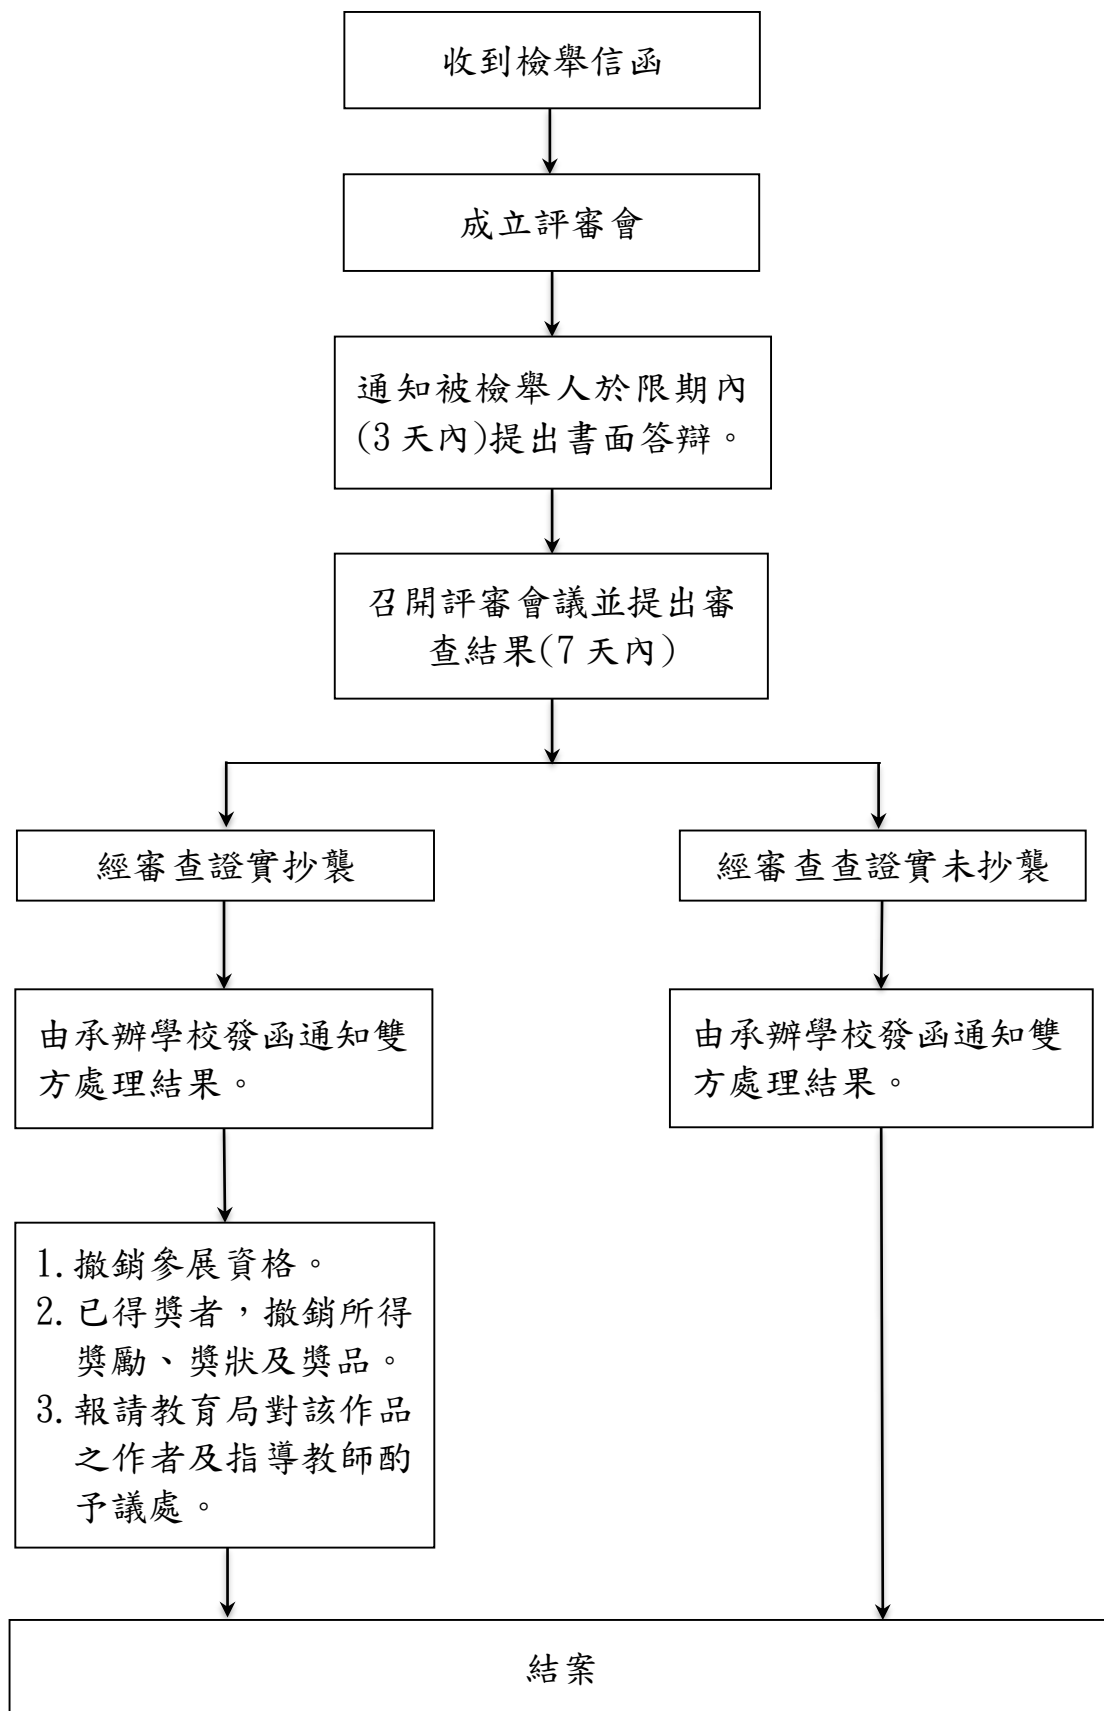 收到檢舉信函
成立評審會
通知被檢舉人於限期內
(3天內)提出書面答辯。
召開評審會議並提出審
查結果(7天內)
經審查證實抄襲
經審查查證實未抄襲
由承辦學校發函通知雙
方處理結果。
由承辦學校發函通知雙
方處理結果。
1.撤銷參展資格。
2.已得獎者，撤銷所得
獎勵、獎狀及獎品。
3.報請教育局對該作品
之作者及指導教師酌
予議處。
結案